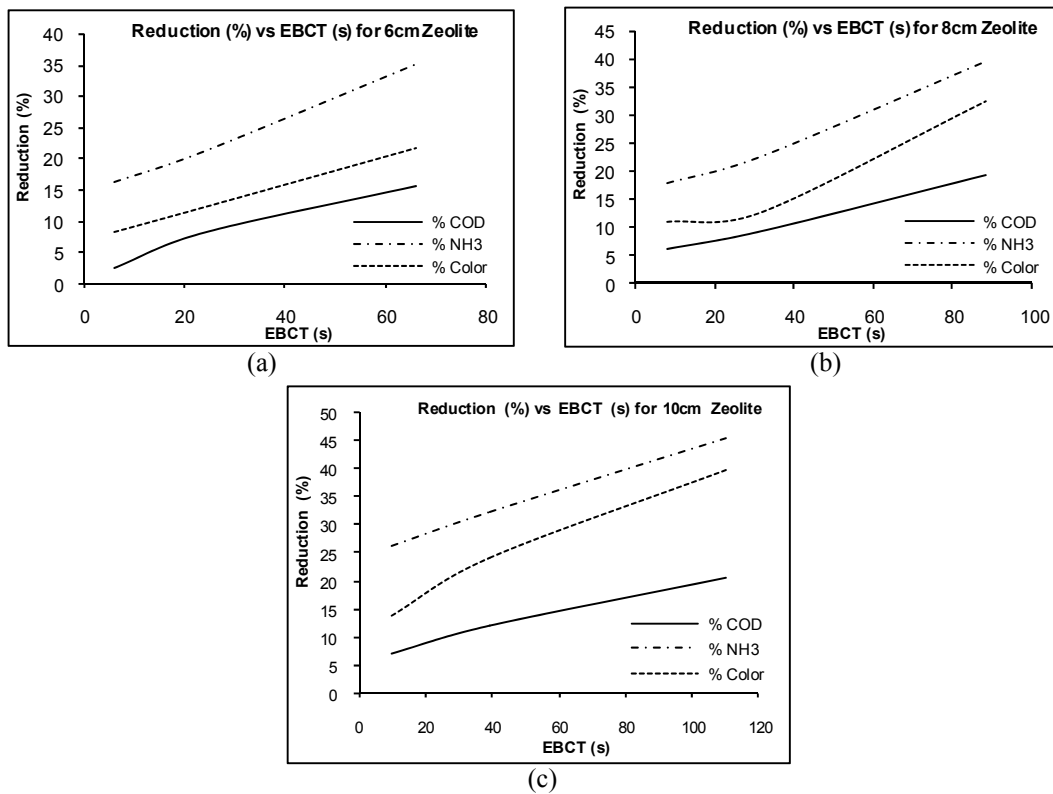 Reduction (%) vs EBCT (s) for 6cm Zeolite
Reduction (%)
40
35
30
25
20
15
10
5
0
% COD
% NH3
% Color
0 20 40 60 80
EBCT (s)
(a)
Reduction (%) vs EBCT (s) for 8cm Zeolite
Reduction (%)
45
40
35
30
25
20
15
10
5
0
% COD
% NH3
% Color
0 20 40 60 80 100
EBCT (s)
(b)
Reduction (%) vs EBCT (s) for 10cm Zeolite
Reduction (%)
50
45
40
35
30
25
20
15
10
5
0
% COD
% NH3
% Color
0 20 40 60 80 100 120
EBCT (s)
(c)